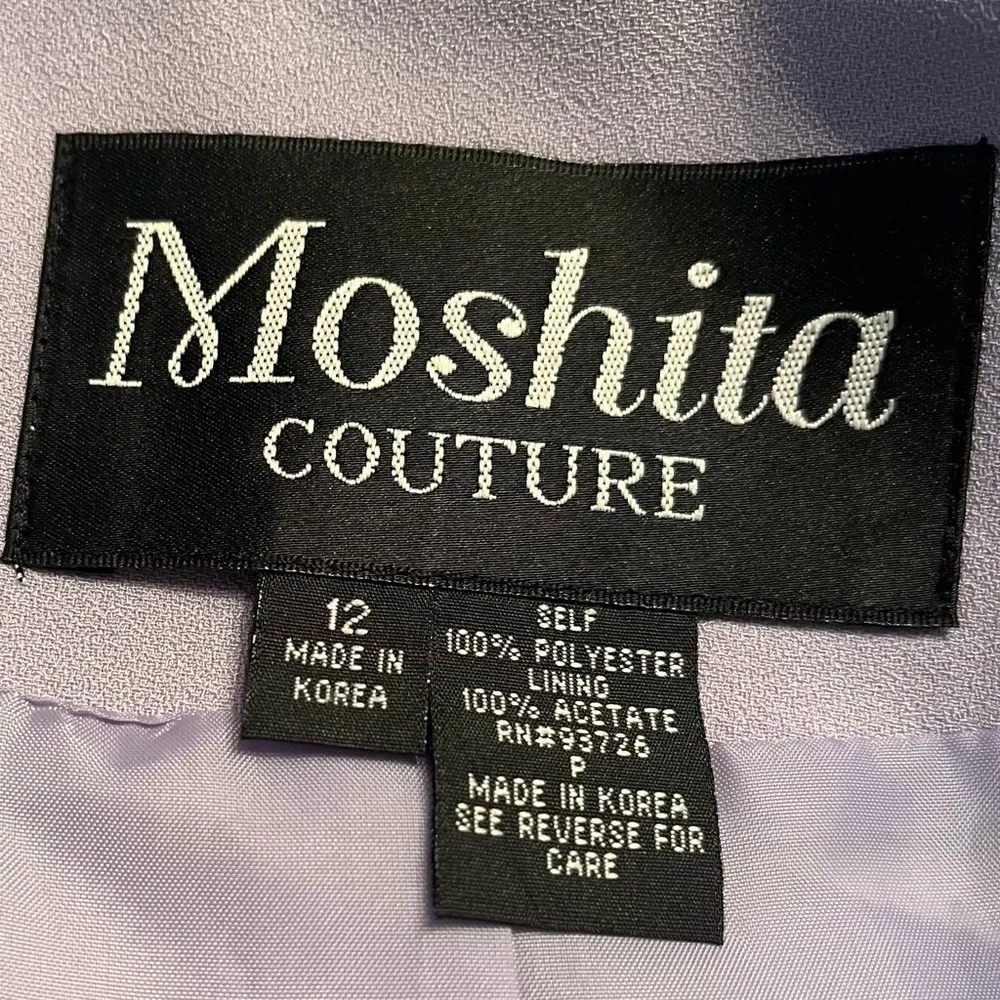 Moshita
COUTURE
12
MADE IN
KOREA
SELF
100% POLYESTER
LINING
100% ACETATE
RN#93726
P
MADE IN KOREA
SEE REVERSE FOR
CARE